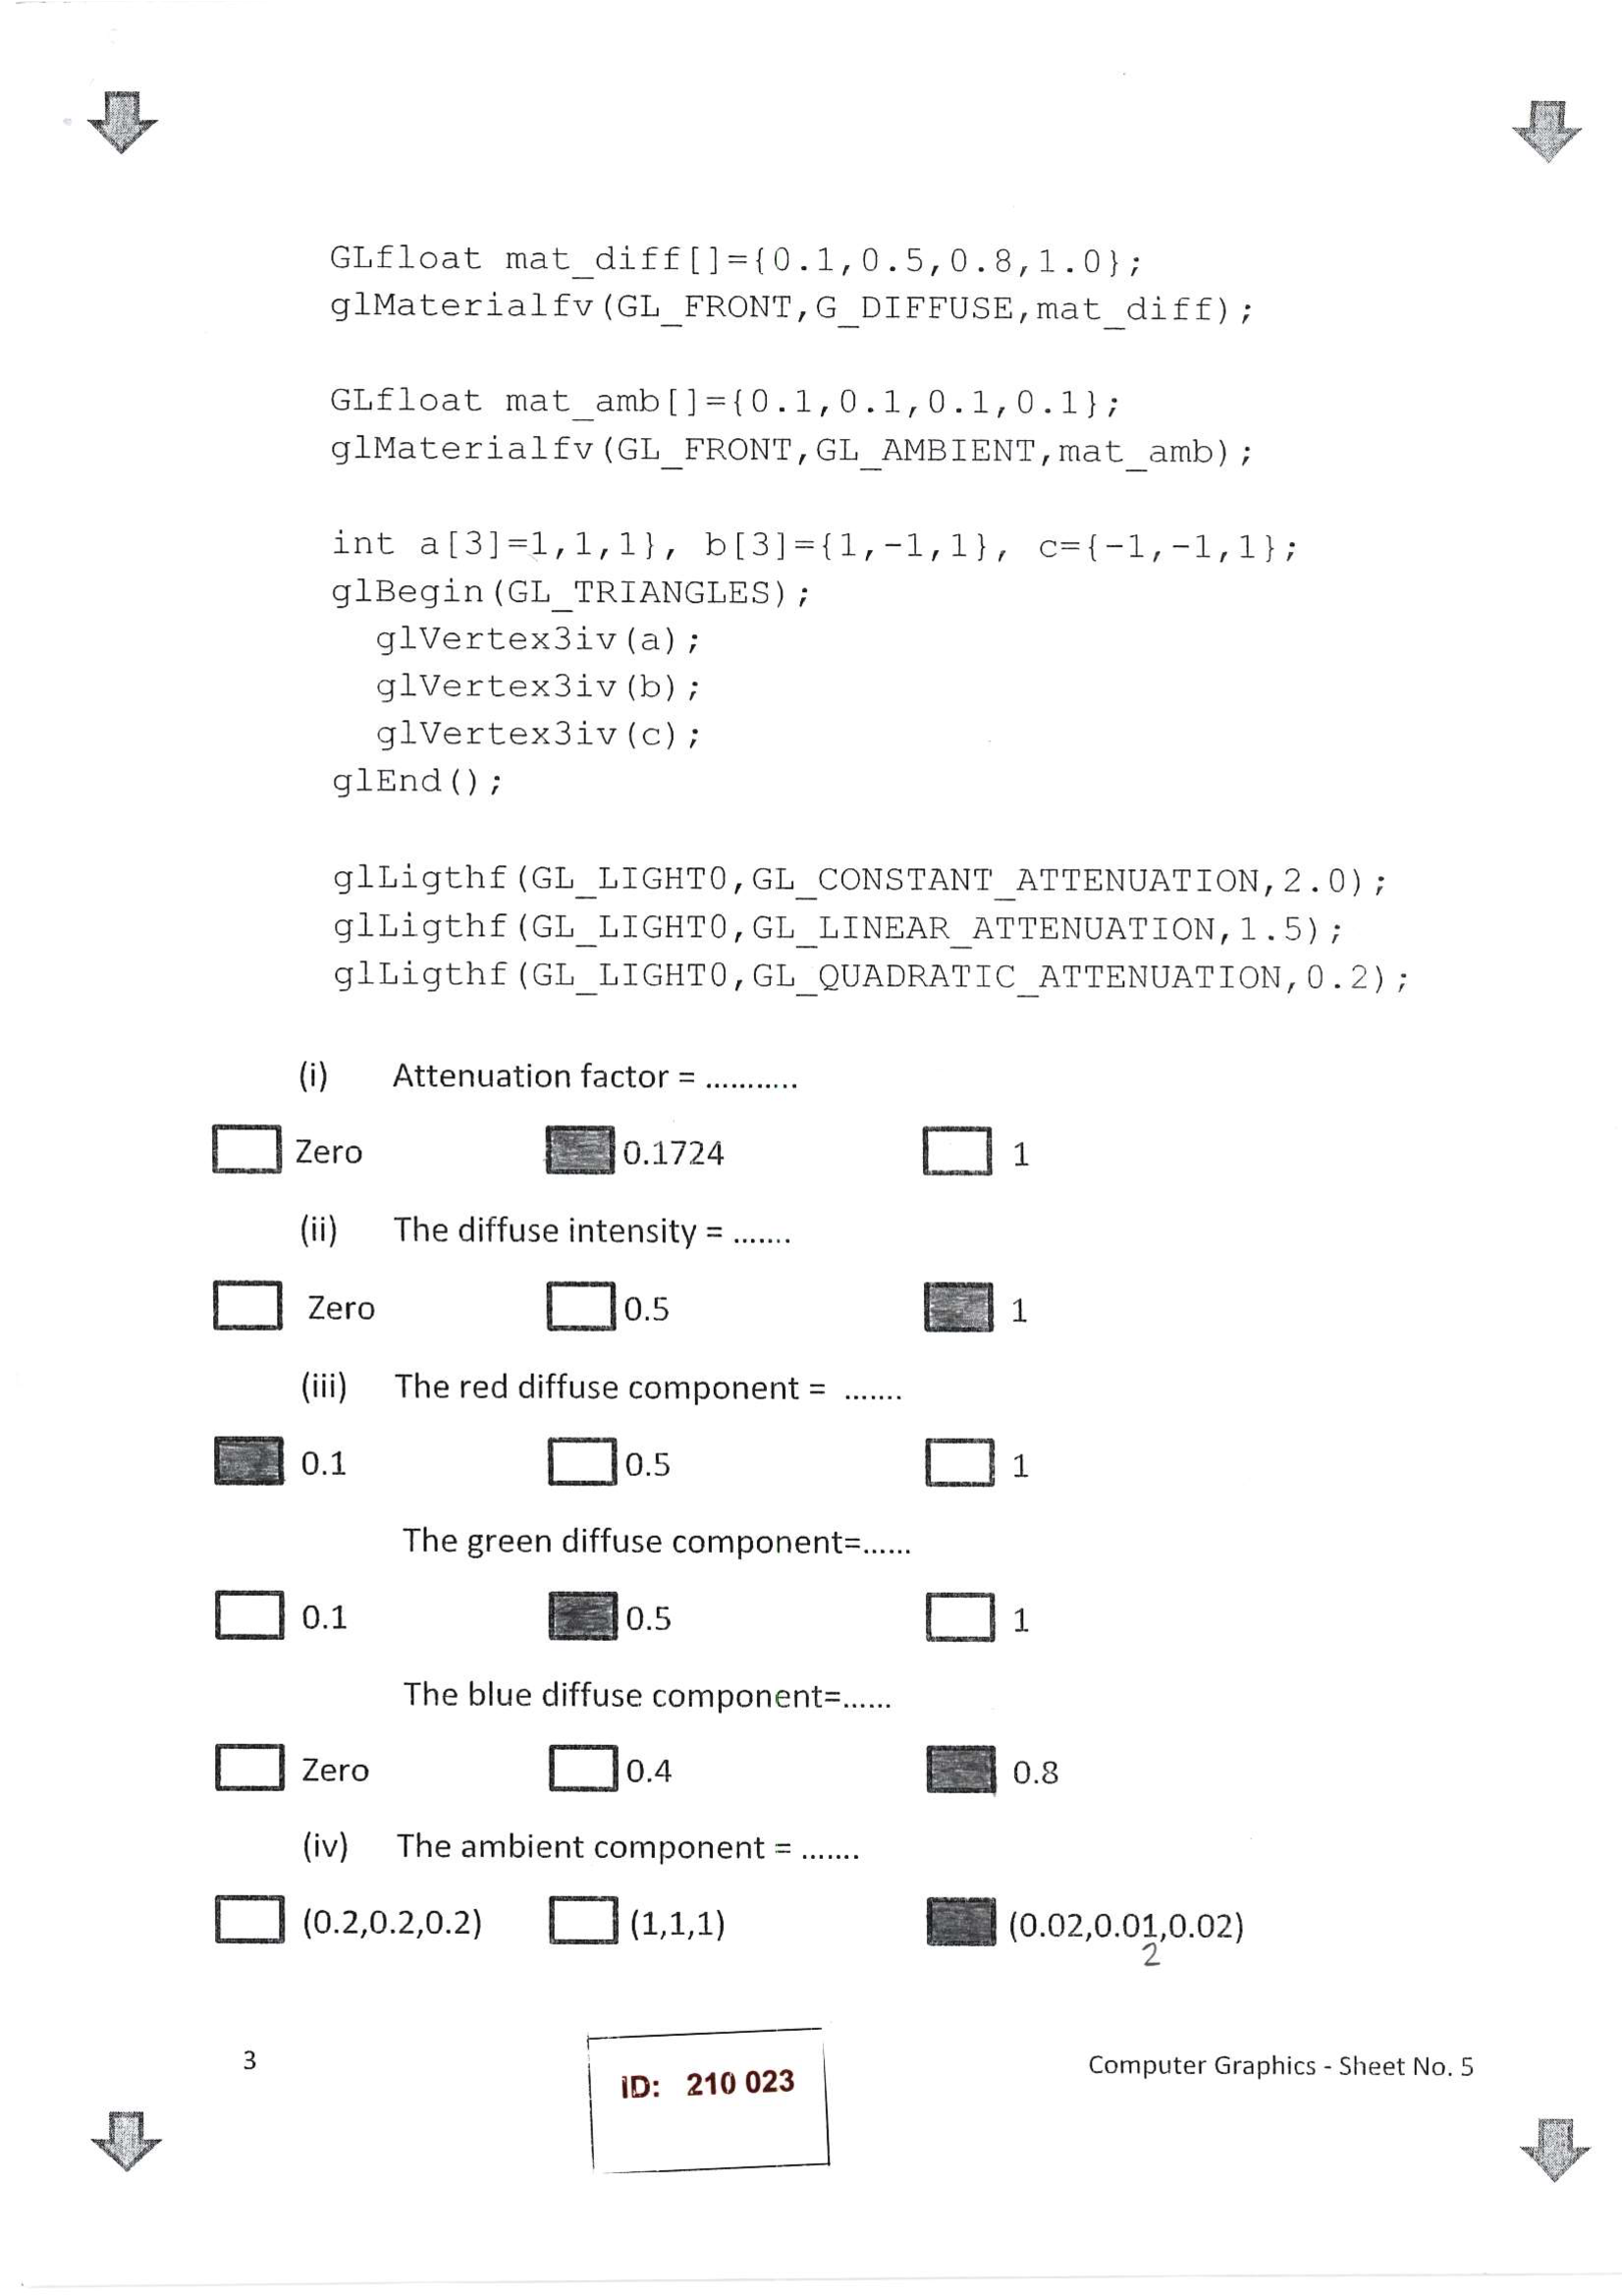 GLfloat mat_diff[]={0.1,0.5,0.8,1.0};
glMaterialfv(GL_FRONT,G_DIFFUSE,mat_diff);
GLfloat mat_amb[]={0.1,0.1,0.1,0.1};
glMaterialfv(GL_FRONT,GL_AMBIENT,mat_amb);
int a[3]=1,1,1}, b[3]={1,-1,1}, c={-1,-1,1};
glBegin(GL_TRIANGLES);
glVertex3iv(a);
glVertex3iv(b);
glVertex3iv(c);
glEnd();
glLigthf(GL_LIGHT0,GL_CONSTANT_ATTENUATION,2.0);
glLigthf(GL_LIGHT0,GL_LINEAR_ATTENUATION,1.5);
glLigthf(GL_LIGHT0,GL_QUADRATIC_ATTENUATION,0.2);
(i) Attenuation factor = ...........
Zero 0.1724 1
(ii) The diffuse intensity = .......
Zero 0.5 1
(iii) The red diffuse component = .......
0.1 0.5 1
The green diffuse component=......
0.1 0.5 1
The blue diffuse component=......
Zero 0.4 0.8
(iv) The ambient component = .......
(0.2,0.2,0.2) (1,1,1) (0.02,0.01,0.02)
2
3 Computer Graphics - Sheet No. 5
ID: 210 023